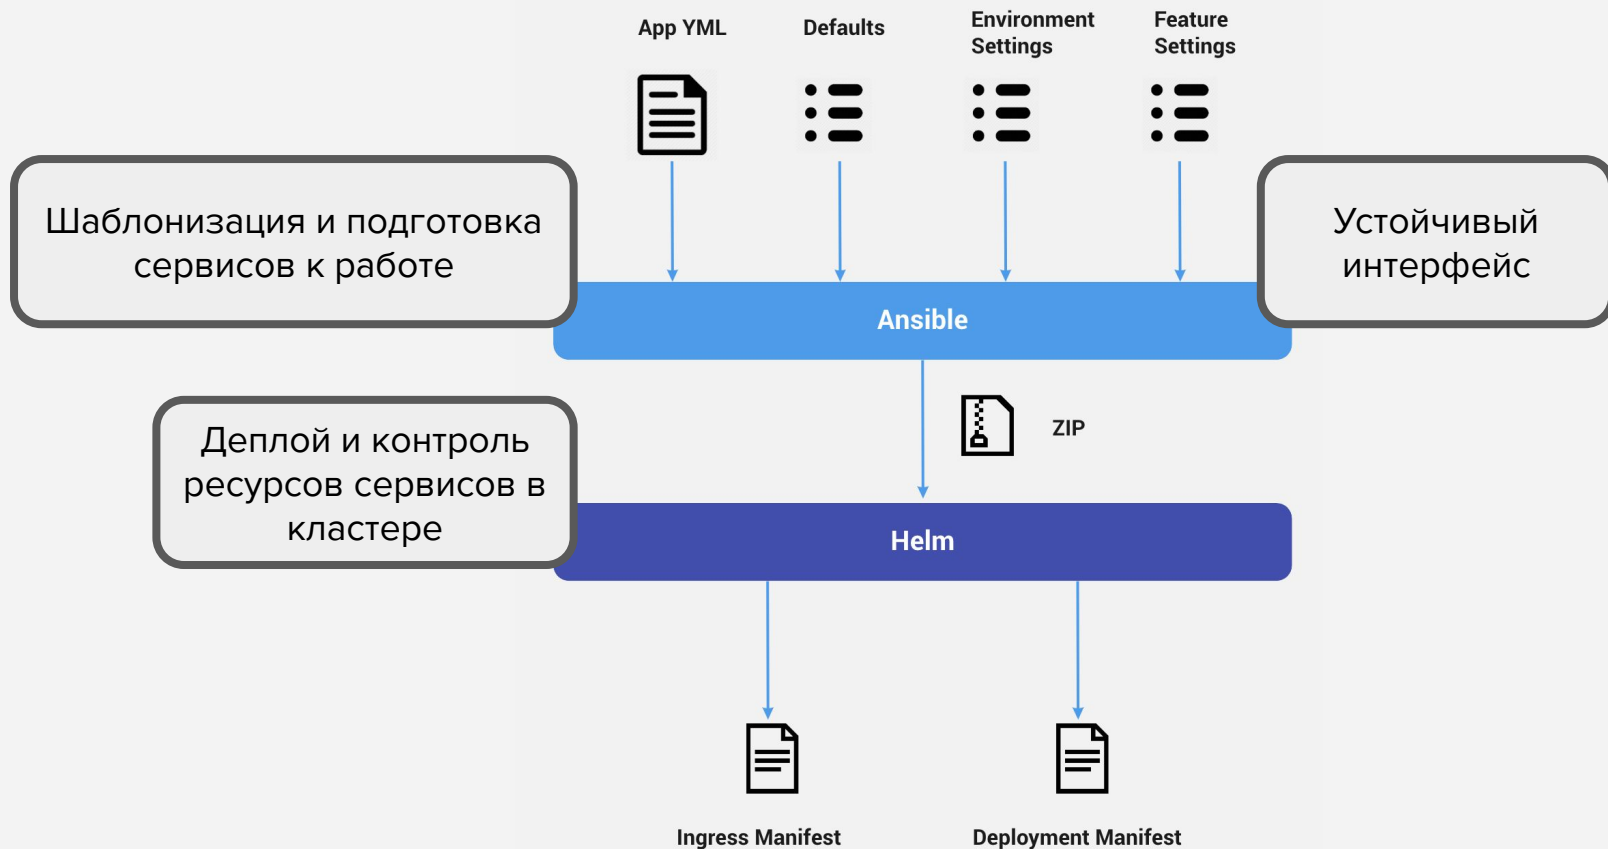 App YML
Defaults
Environment
Settings
Feature
Settings
Шаблонизация и подготовка
сервисов к работе
Устойчивый
интерфейс
Ansible
ZIP
Деплой и контроль
ресурсов сервисов в
кластере
Helm
Ingress Manifest
Deployment Manifest